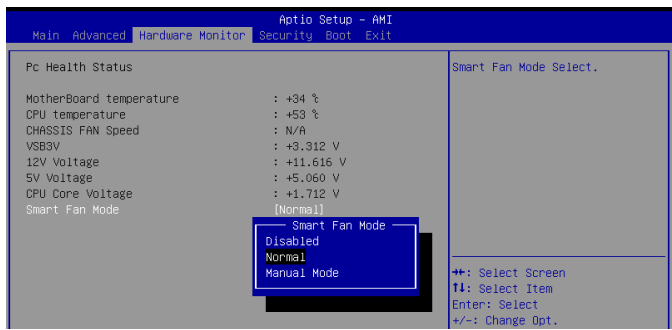 Aptio Setup - AMI
Main Advanced Hardware Monitor Security Boot Exit
Pc Health Status
Smart Fan Mode Select.
MotherBoard temperature : +34 ℃
CPU temperature : +53 ℃
CHASSIS FAN Speed : N/A
VSB3V : +3.312 V
12V Voltage : +11.616 V
5V Voltage : +5.060 V
CPU Core Voltage : +1.712 V
Smart Fan Mode [Normal]
Smart Fan Mode
Disabled
Normal
Manual Mode
→←: Select Screen
↑↓: Select Item
Enter: Select
+/-: Change Opt.